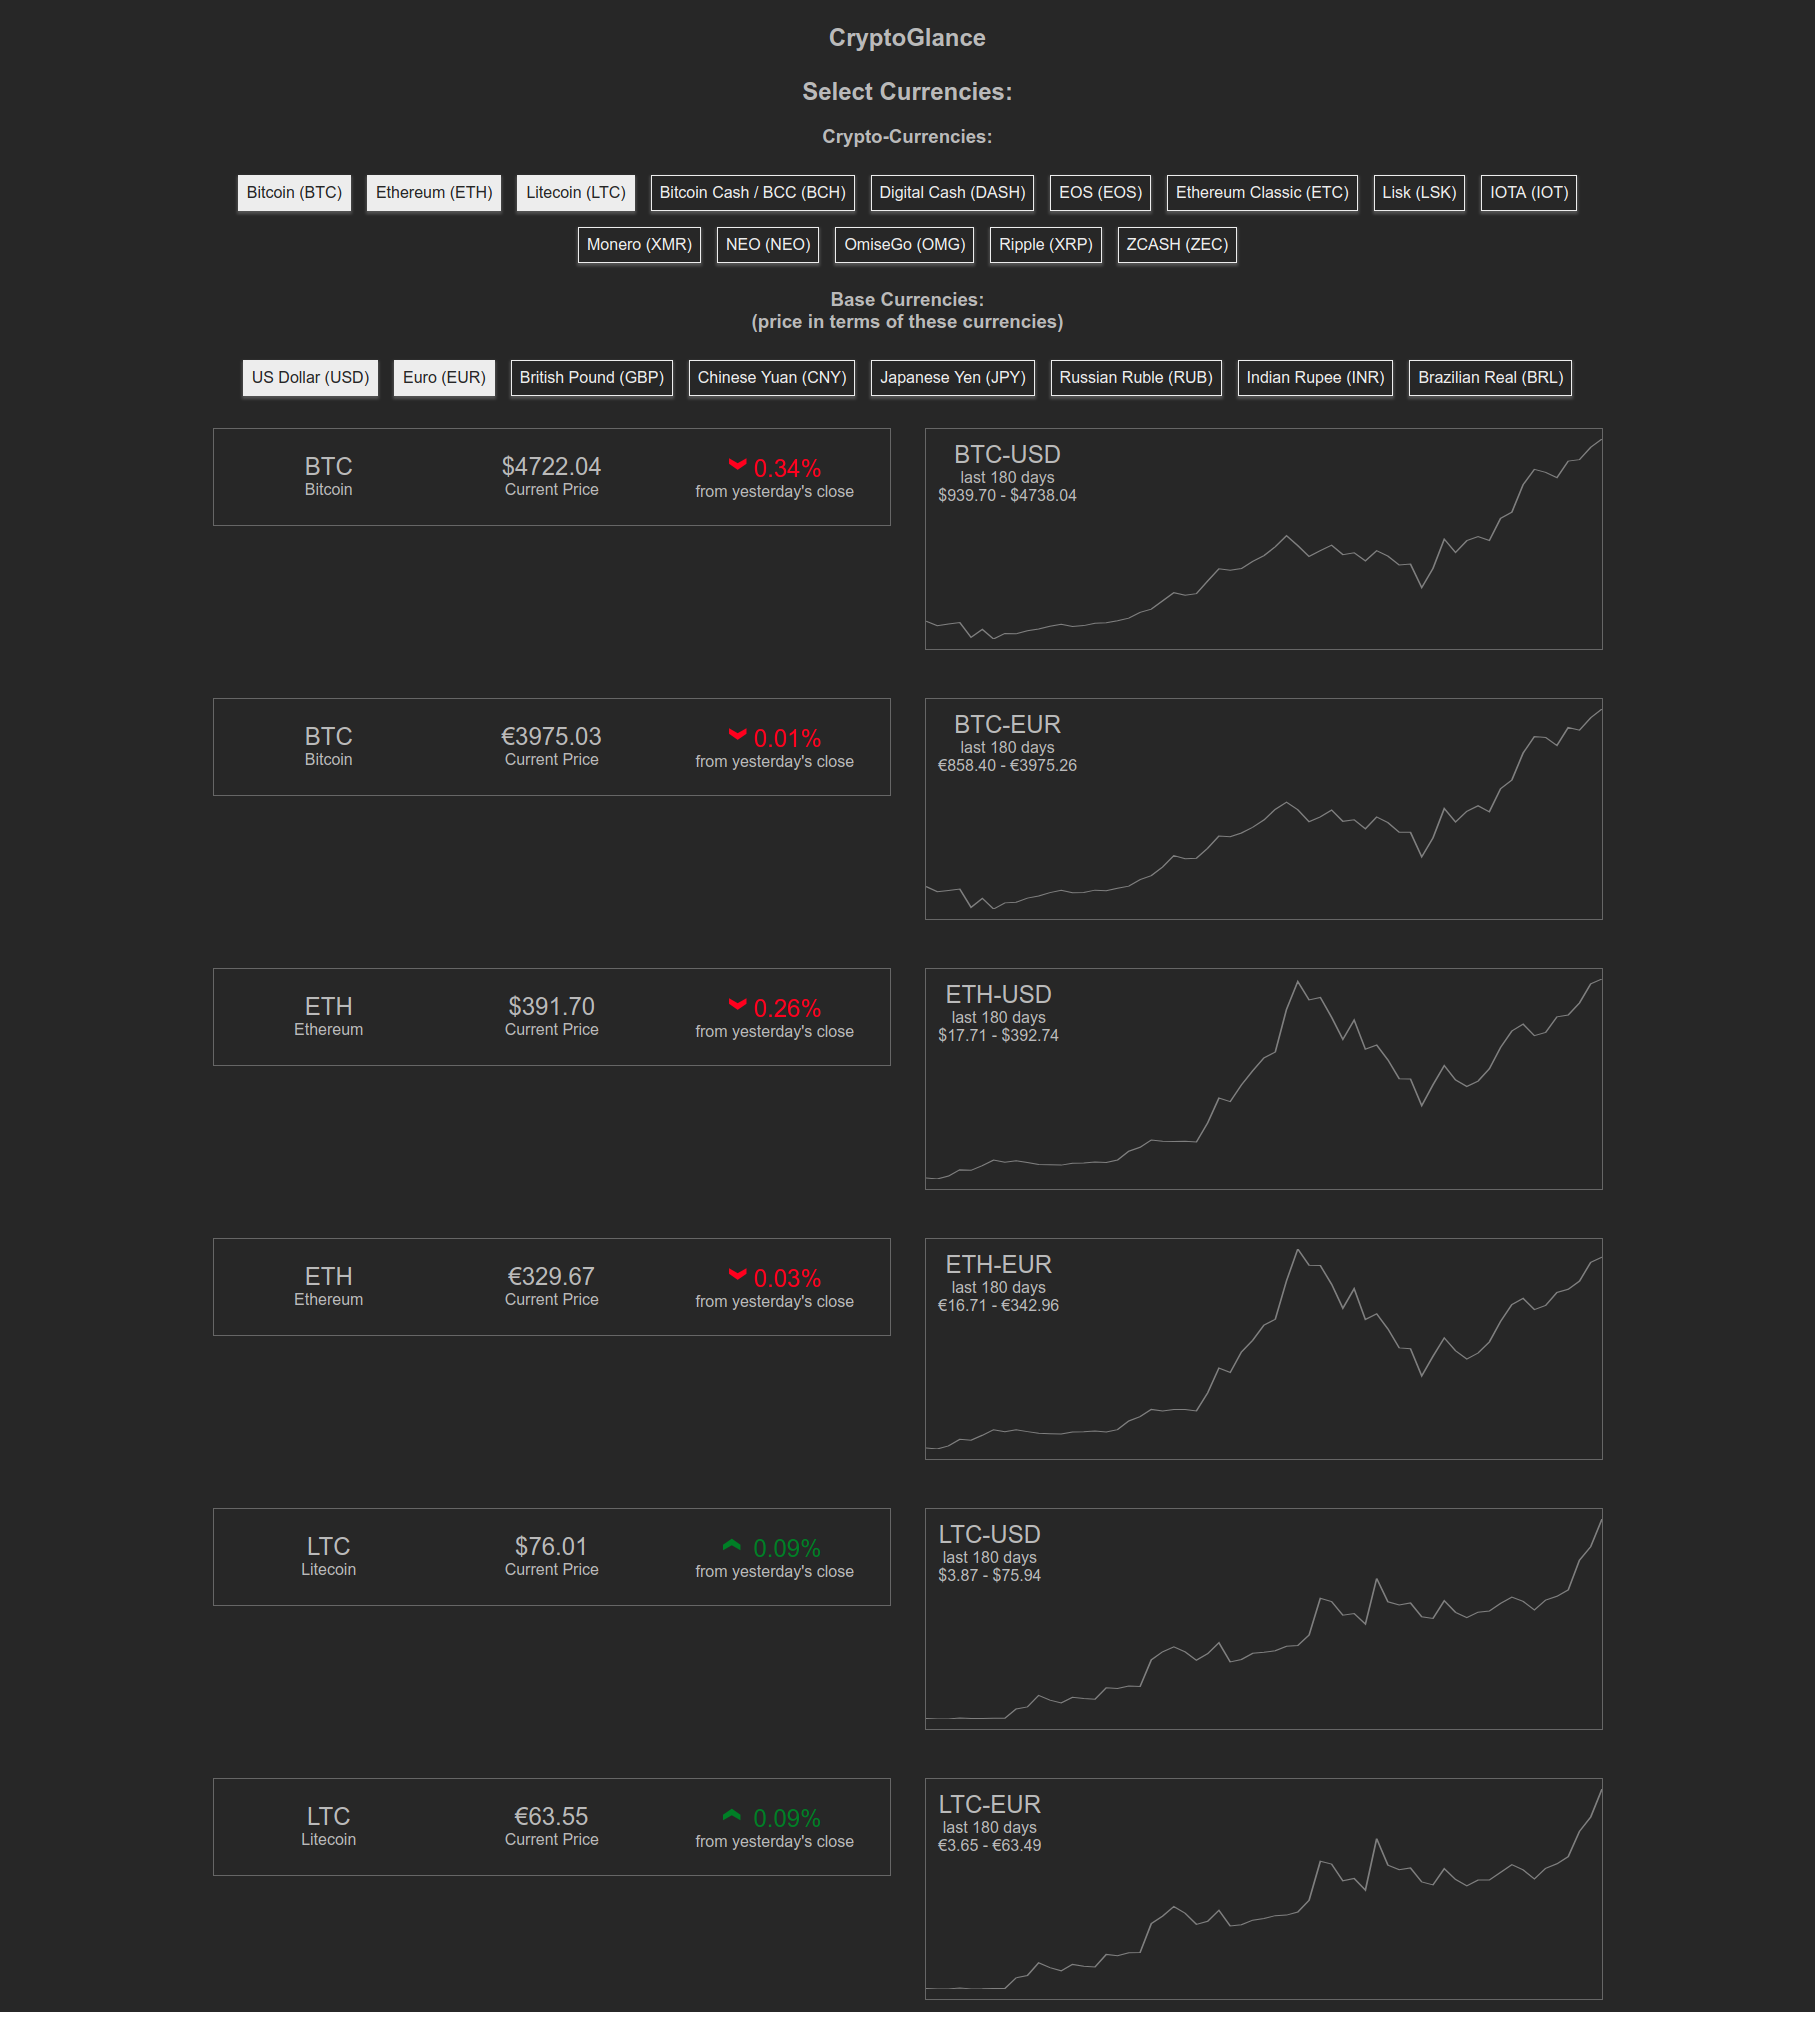 CryptoGlance
Select Currencies:
Crypto-Currencies:
Bitcoin (BTC) Ethereum (ETH) Litecoin (LTC) Bitcoin Cash / BCC (BCH) Digital Cash (DASH) EOS (EOS) Ethereum Classic (ETC) Lisk (LSK) IOTA (IOT)
Monero (XMR) NEO (NEO) OmiseGo (OMG) Ripple (XRP) ZCASH (ZEC)
Base Currencies:
(price in terms of these currencies)
US Dollar (USD) Euro (EUR) British Pound (GBP) Chinese Yuan (CNY) Japanese Yen (JPY) Russian Ruble (RUB) Indian Rupee (INR) Brazilian Real (BRL)
BTC $4722.04 0.34%
Bitcoin Current Price from yesterday's close
BTC-USD
last 180 days
$939.70 - $4738.04
BTC €3975.03 0.01%
Bitcoin Current Price from yesterday's close
BTC-EUR
last 180 days
€858.40 - €3975.26
ETH $391.70 0.26%
Ethereum Current Price from yesterday's close
ETH-USD
last 180 days
$17.71 - $392.74
ETH €329.67 0.03%
Ethereum Current Price from yesterday's close
ETH-EUR
last 180 days
€16.71 - €342.96
LTC $76.01 0.09%
Litecoin Current Price from yesterday's close
LTC-USD
last 180 days
$3.87 - $75.94
LTC €63.55 0.09%
Litecoin Current Price from yesterday's close
LTC-EUR
last 180 days
€3.65 - €63.49